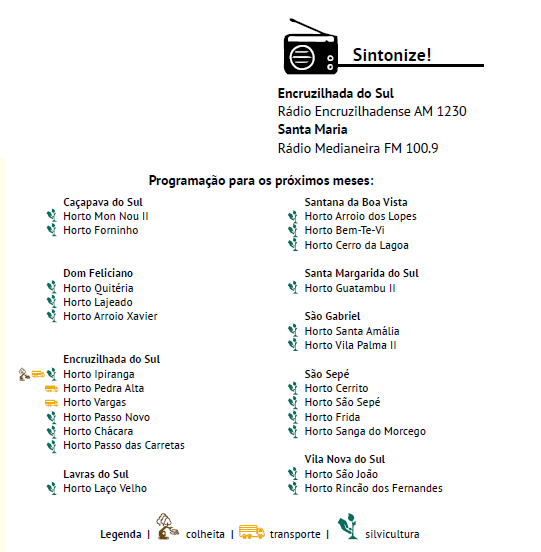 Sintonize!
Encruzilhada do Sul
Rádio Encruzilhadense AM 1230
Santa Maria
Rádio Medianeira FM 100.9
Programação para os próximos meses:
Caçapava do Sul
Horto Mon Nou II
Horto Forninho
Dom Feliciano
Horto Quitéria
Horto Lajeado
Horto Arroio Xavier
Encruzilhada do Sul
Horto Ipiranga
Horto Pedra Alta
Horto Vargas
Horto Passo Novo
Horto Chácara
Horto Passo das Carretas
Lavras do Sul
Horto Laço Velho
Santana da Boa Vista
Horto Arroio dos Lopes
Horto Bem-Te-Vi
Horto Cerro da Lagoa
Santa Margarida do Sul
Horto Guatambu II
São Gabriel
Horto Santa Amália
Horto Vila Palma II
São Sepé
Horto Cerrito
Horto São Sepé
Horto Frida
Horto Sanga do Morcego
Vila Nova do Sul
Horto São João
Horto Rincão dos Fernandes
Legenda | colheita | transporte | silvicultura